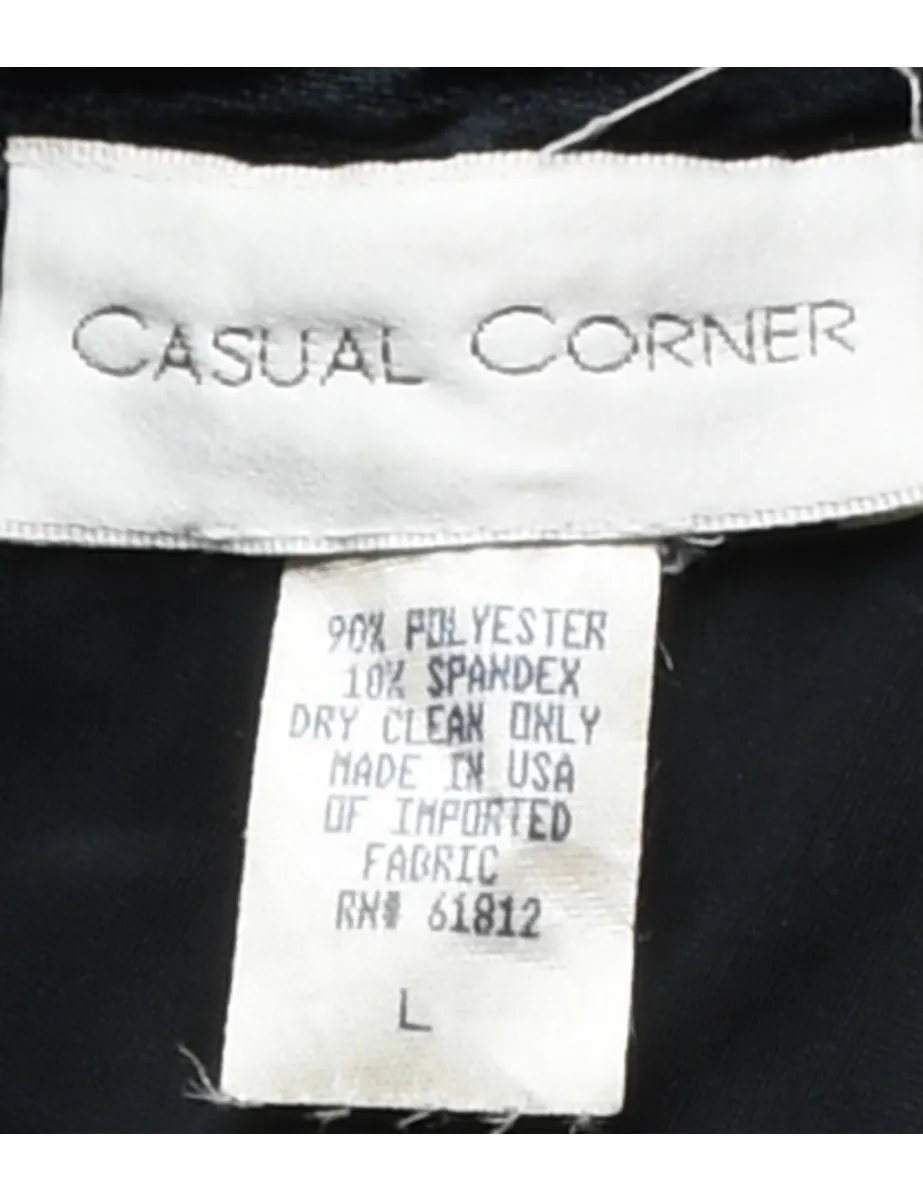 CASUAL CORNER
90% POLYESTER
10% SPANDEX
DRY CLEAN ONLY
MADE IN USA
OF IMPORTED
FABRIC
RN# 61812
L